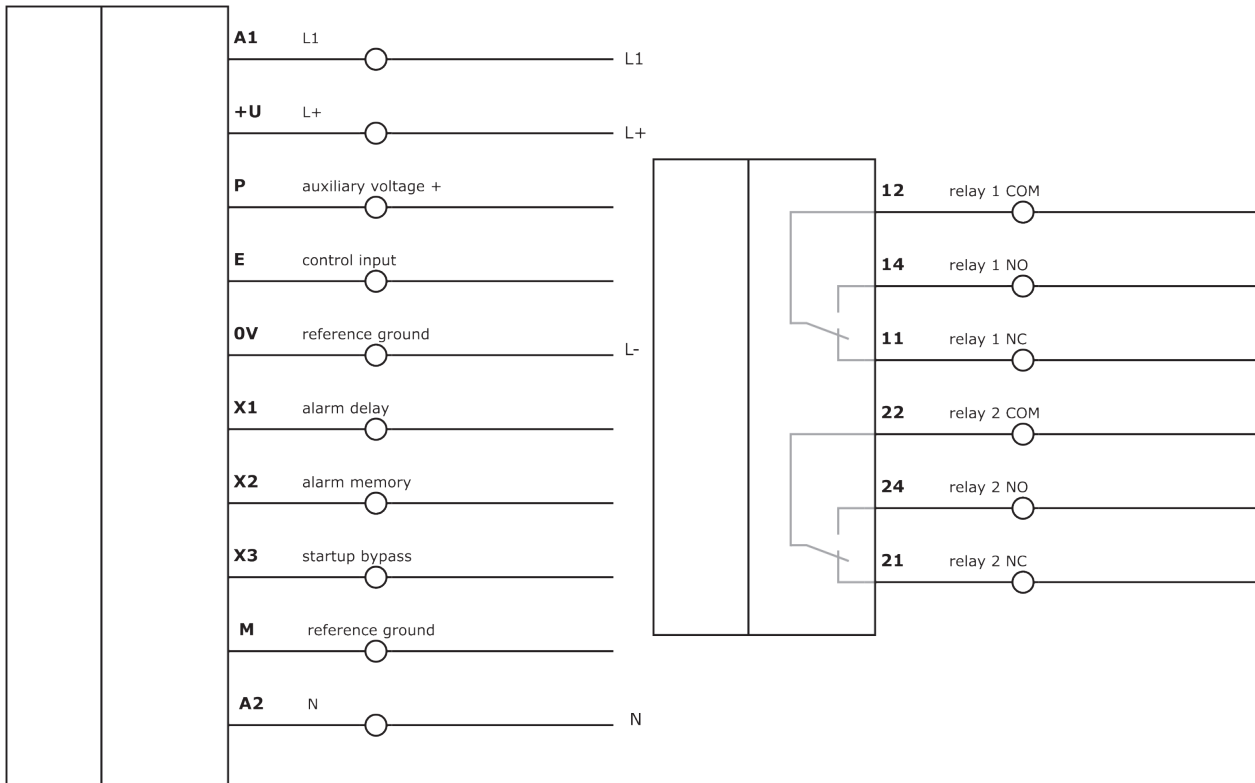 A1 L1
L1
+U L+
L+
P auxiliary voltage +
E control input
0V reference ground
L-
X1 alarm delay
X2 alarm memory
X3 startup bypass
M reference ground
A2 N
N
12 relay 1 COM
14 relay 1 NO
11 relay 1 NC
22 relay 2 COM
24 relay 2 NO
21 relay 2 NC